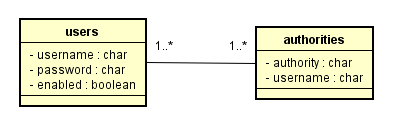 users
- username : char
- password : char
- enabled : boolean
1..*
1..*
authorities
- authority : char
- username : char